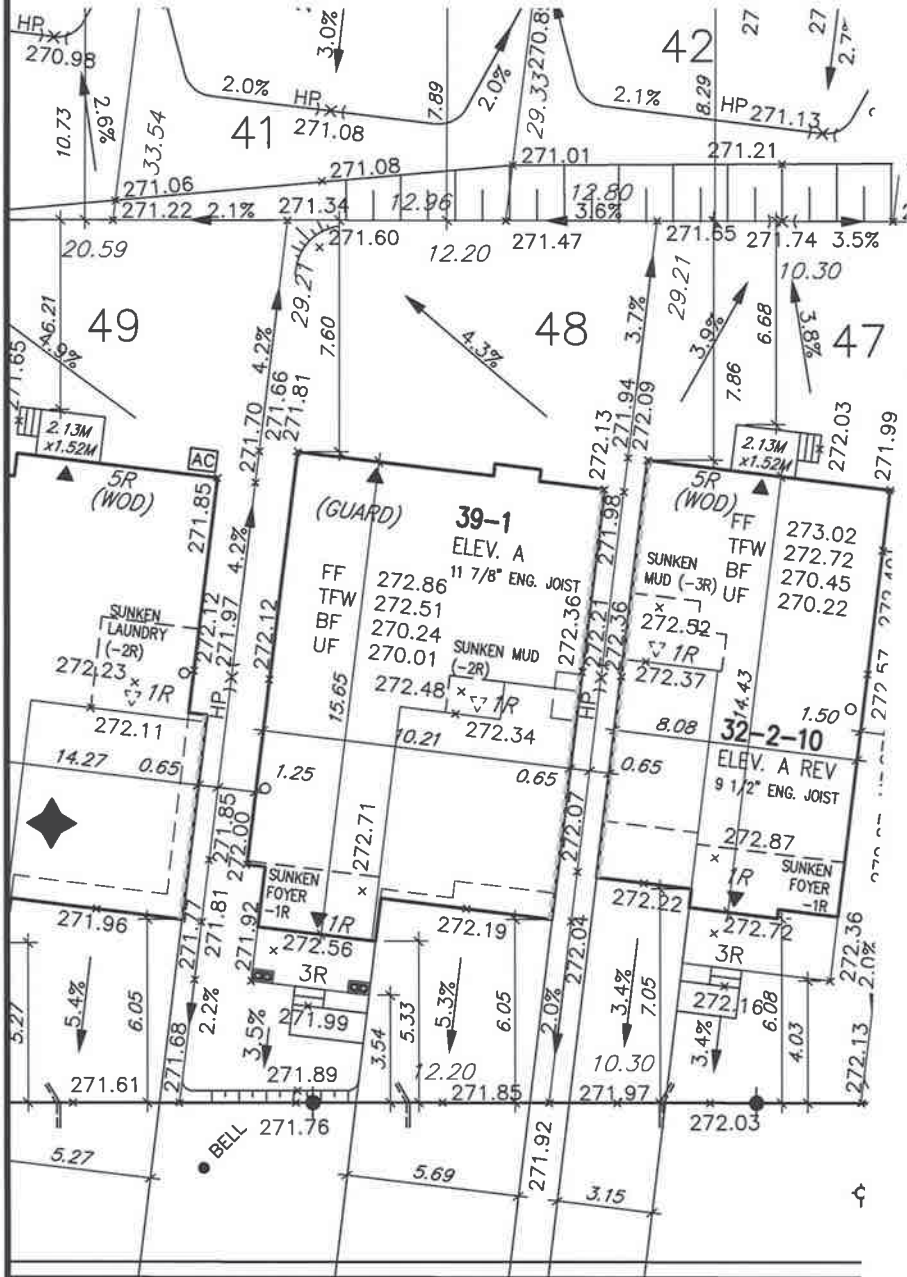 HP
270.98
10.73
2.6%
33.54
2.0%
3.0%
HP
271.08
7.89
2.0%
29.33
41
42
27
27
2.7%
2.1%
8.29
HP
271.13
271.06
271.08
271.01
271.21
271.22
2.1%
271.34
12.96
12.80
3.6%
271.60
12.20
271.47
271.65
271.74
3.5%
20.59
10.30
49
48
47
46.21
4.9%
271.65
29.21
7.60
4.2%
4.3%
3.7%
29.21
3.9%
6.68
3.8%
7.86
2.13M
x1.52M
2.13M
x1.52M
271.70
271.66
271.81
272.13
271.94
272.09
272.03
271.99
AC
5R
(WOD)
271.85
4.2%
(GUARD)
39-1
ELEV. A
11 7/8" ENG. JOIST
271.98
5R
(WOD)
FF 273.02
TFW 272.72
BF 270.45
UF 270.22
FF 272.86
TFW 272.51
BF 270.24
UF 270.01
SUNKEN
LAUNDRY
(-2R)
272.23
1R
272.11
272.12
271.97
HP
272.12
15.65
SUNKEN MUD
(-2R)
272.48
1R
272.34
272.36
272.21
272.36
HP
SUNKEN
MUD (-3R)
272.52
1R
272.37
14.43
272.57
1.50
14.27
0.65
1.25
10.21
0.65
0.65
8.08
32-2-10
ELEV. A REV
9 1/2" ENG. JOIST
271.85
272.00
272.71
272.07
272.87
1R
SUNKEN
FOYER
-1R
SUNKEN
FOYER
-1R
1R
271.96
271.77
271.81
271.92
272.56
272.19
272.04
272.22
272.72
272.36
2.0%
3R
3R
271.99
272.16
5.27
5.4%
6.05
271.68
2.2%
3.5%
3.54
5.33
5.3%
6.05
2.0%
3.4%
7.05
3.4%
6.08
4.03
272.13
12.20
10.30
271.61
271.89
271.85
271.97
271.76
272.03
BELL
271.92
5.27
5.69
3.15